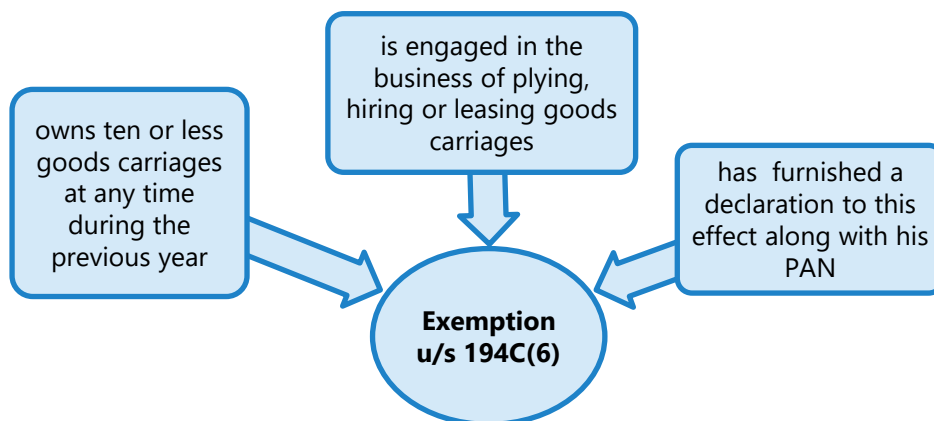 owns ten or less
goods carriages
at any time
during the
previous year
is engaged in the
business of plying,
hiring or leasing goods
carriages
has furnished a
declaration to this
effect along with his
PAN
Exemption
u/s 194C(6)